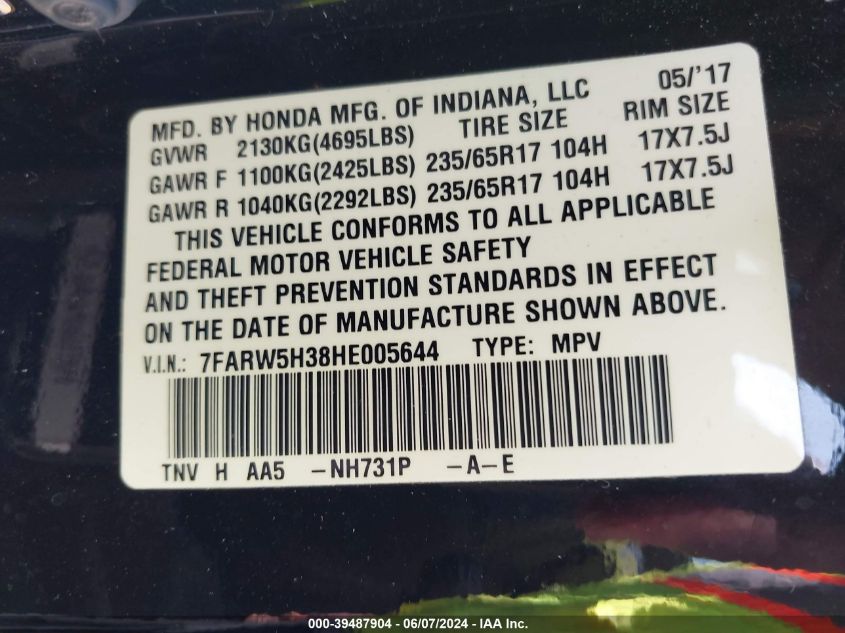 MFD. BY HONDA MFG. OF INDIANA, LLC 05/'17
GVWR 2130KG(4695LBS) TIRE SIZE RIM SIZE
GAWR F 1100KG(2425LBS) 235/65R17 104H 17X7.5J
GAWR R 1040KG(2292LBS) 235/65R17 104H 17X7.5J
THIS VEHICLE CONFORMS TO ALL APPLICABLE
FEDERAL MOTOR VEHICLE SAFETY
AND THEFT PREVENTION STANDARDS IN EFFECT
ON THE DATE OF MANUFACTURE SHOWN ABOVE.
V.I.N.: 7FARW5H38HE005644 TYPE: MPV
TNV H AA5 -NH731P -A-E
000-39487904 - 06/07/2024 - IAA Inc.